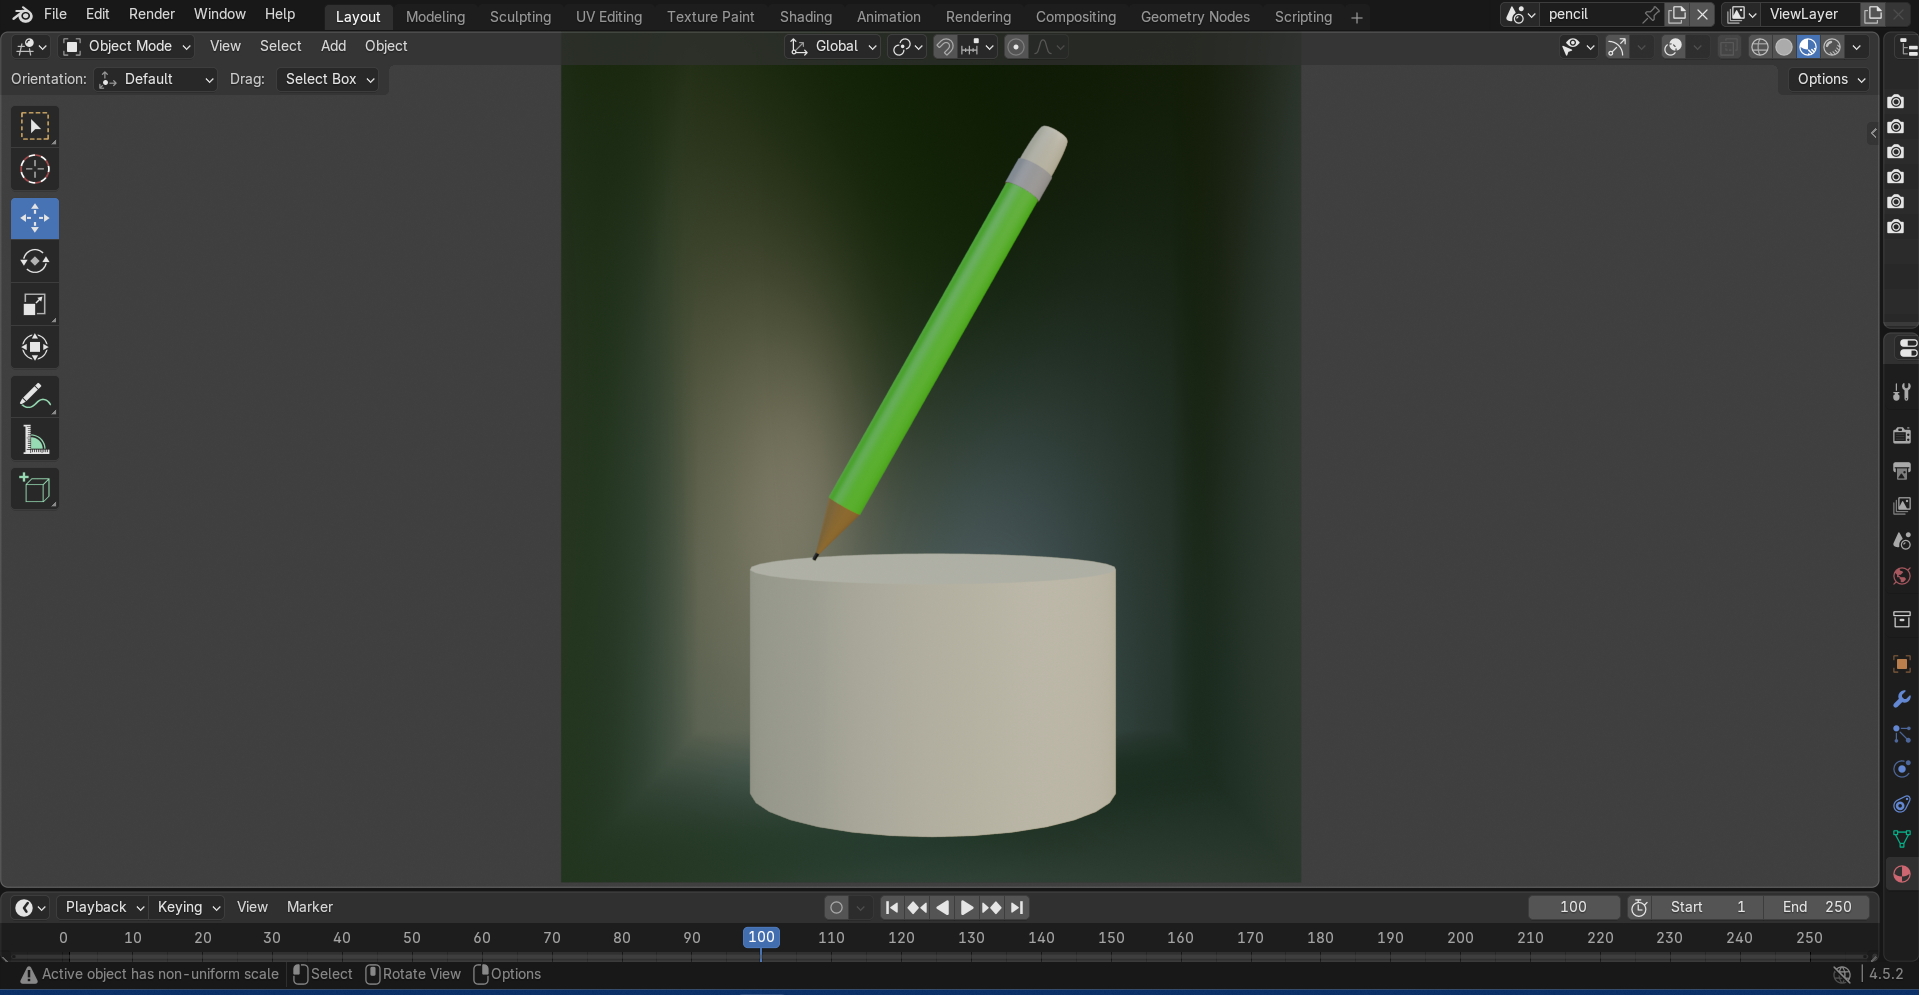 File Edit Render Window Help Layout Modeling Sculpting UV Editing Texture Paint Shading Animation Rendering Compositing Geometry Nodes Scripting + pencil ViewLayer
Object Mode View Select Add Object Global
Orientation: Default Drag: Select Box Options
Playback Keying View Marker 100 Start 1 End 250
0 10 20 30 40 50 60 70 80 90 100 110 120 130 140 150 160 170 180 190 200 210 220 230 240 250
Active object has non-uniform scale Select Rotate View Options 4.5.2